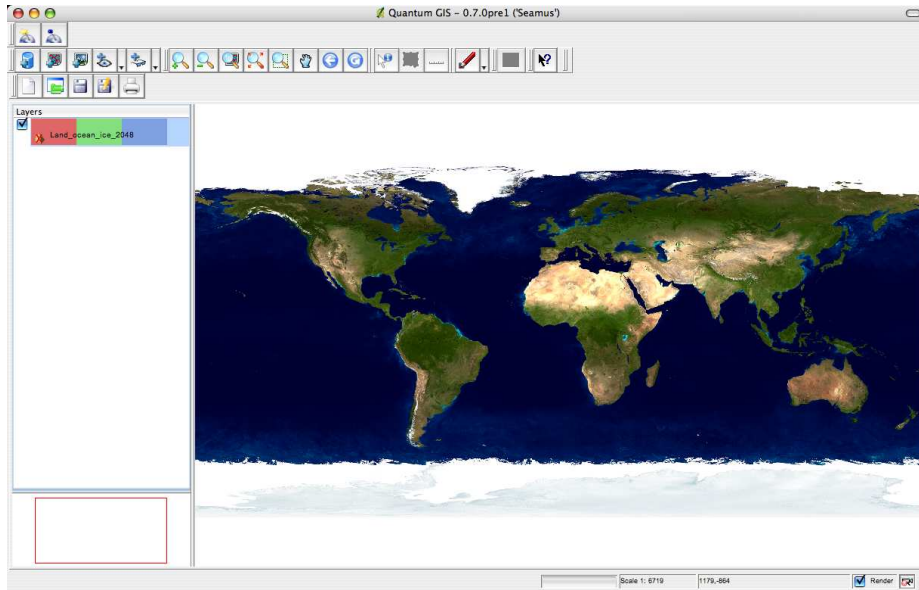 Quantum GIS - 0.7.0pre1 ('Seamus')
Layers
Land_ocean_ice_2048
Scale 1: 6719
1179,-864
Render